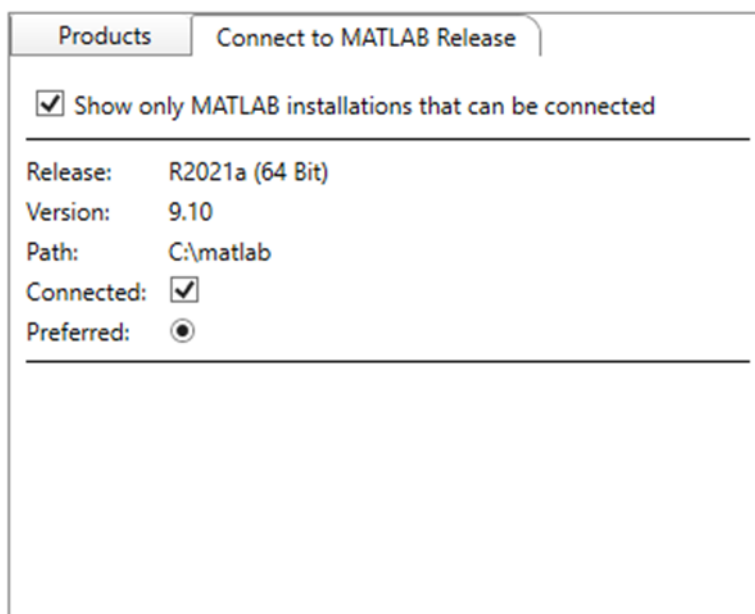 Products
Connect to MATLAB Release
Show only MATLAB installations that can be connected
Release: R2021a (64 Bit)
Version: 9.10
Path: C:\matlab
Connected:
Preferred: